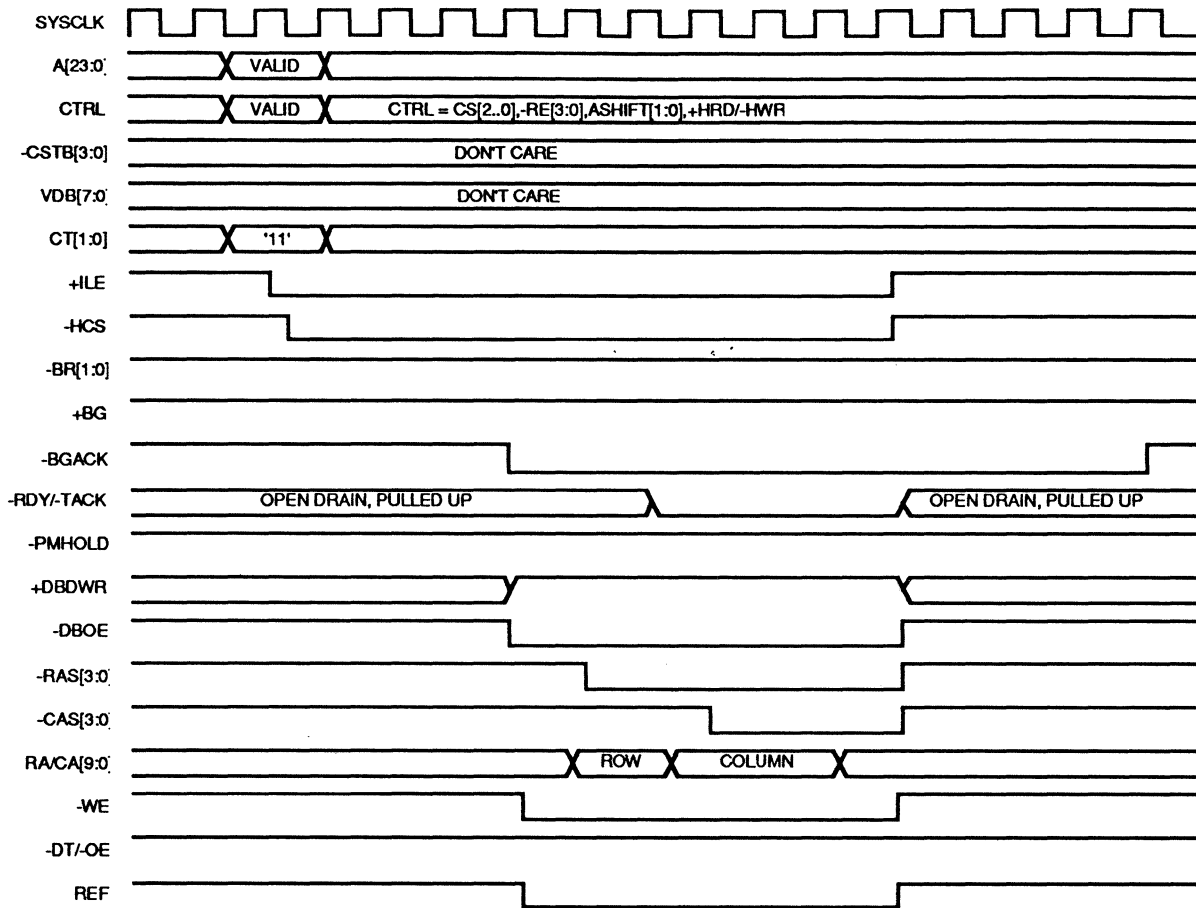 SYSCLK
A[23:0]
VALID
CTRL
VALID
CTRL = CS[2..0],-RE[3:0],ASHIFT[1:0],+HRD/-HWR
-CSTB[3:0]
DON'T CARE
VDB[7:0]
DON'T CARE
CT[1:0]
'11'
+ILE
-HCS
-BR[1:0]
+BG
-BGACK
-RDY/-TACK
OPEN DRAIN, PULLED UP
OPEN DRAIN, PULLED UP
-PMHOLD
+DBDWR
-DBOE
-RAS[3:0]
-CAS[3:0]
RA/CA[9:0]
ROW
COLUMN
-WE
-DT/-OE
REF